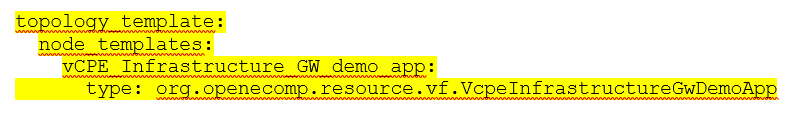 topology_template:
  node_templates:
    vCPE_Infrastructure_GW_demo_app:
      type: org.openecomp.resource.vf.VcpeInfrastructureGwDemoApp